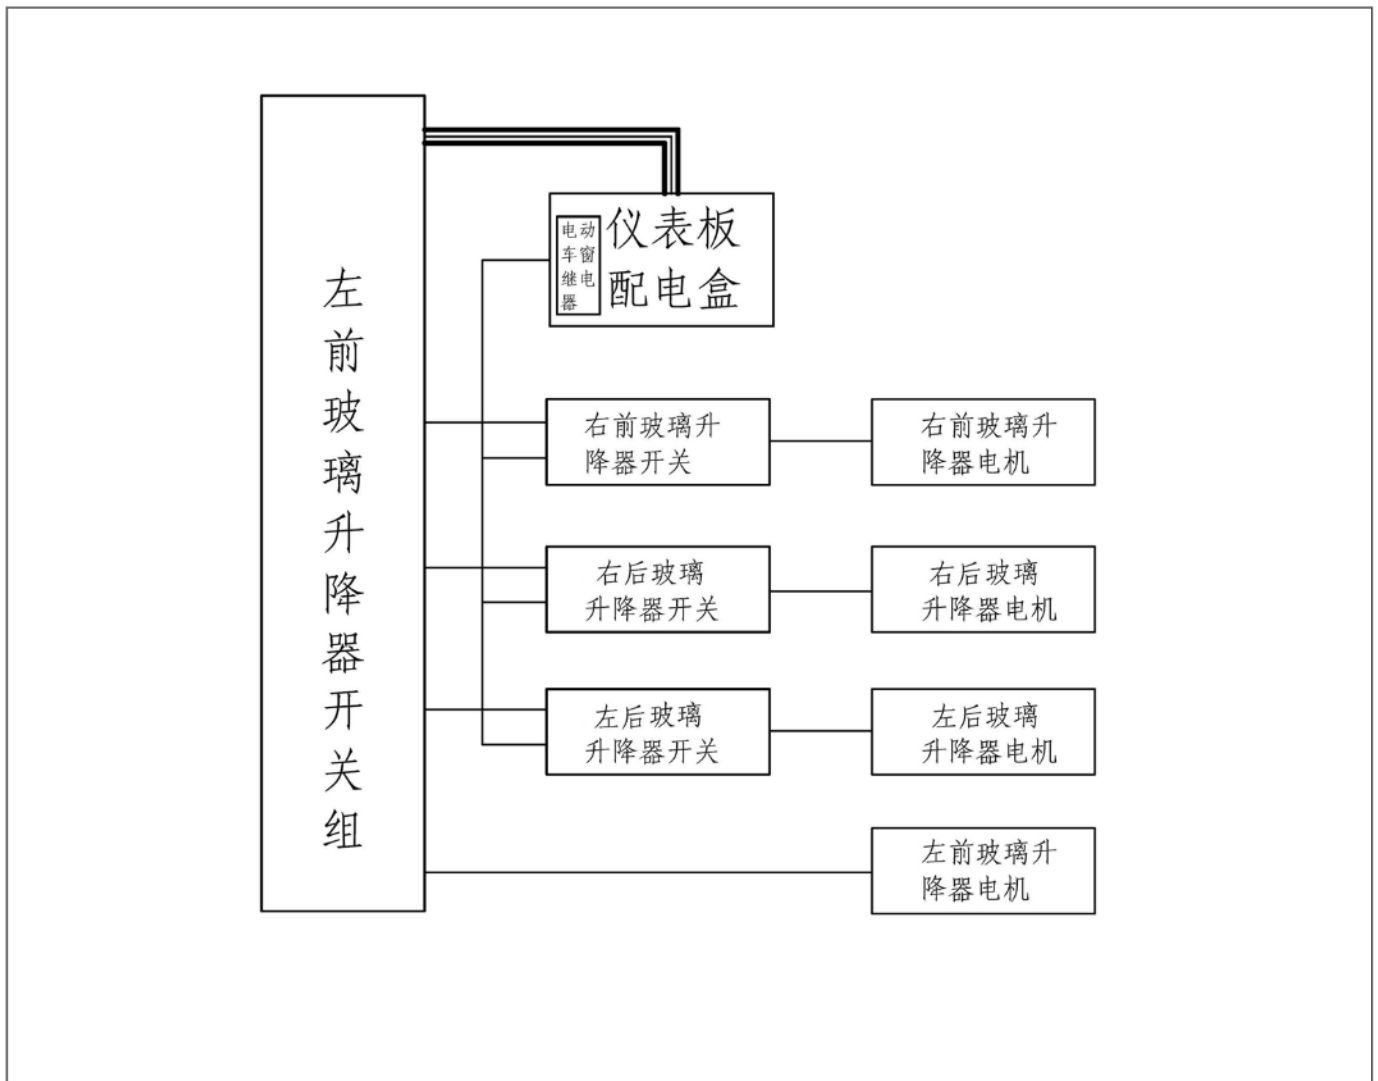 左前玻璃升降器开关组
电动
车窗
继电
器
仪表板
配电盒
右前玻璃升
降器开关
右前玻璃升
降器电机
右后玻璃
升降器开关
右后玻璃
升降器电机
左后玻璃
升降器开关
左后玻璃
升降器电机
左前玻璃升
降器电机